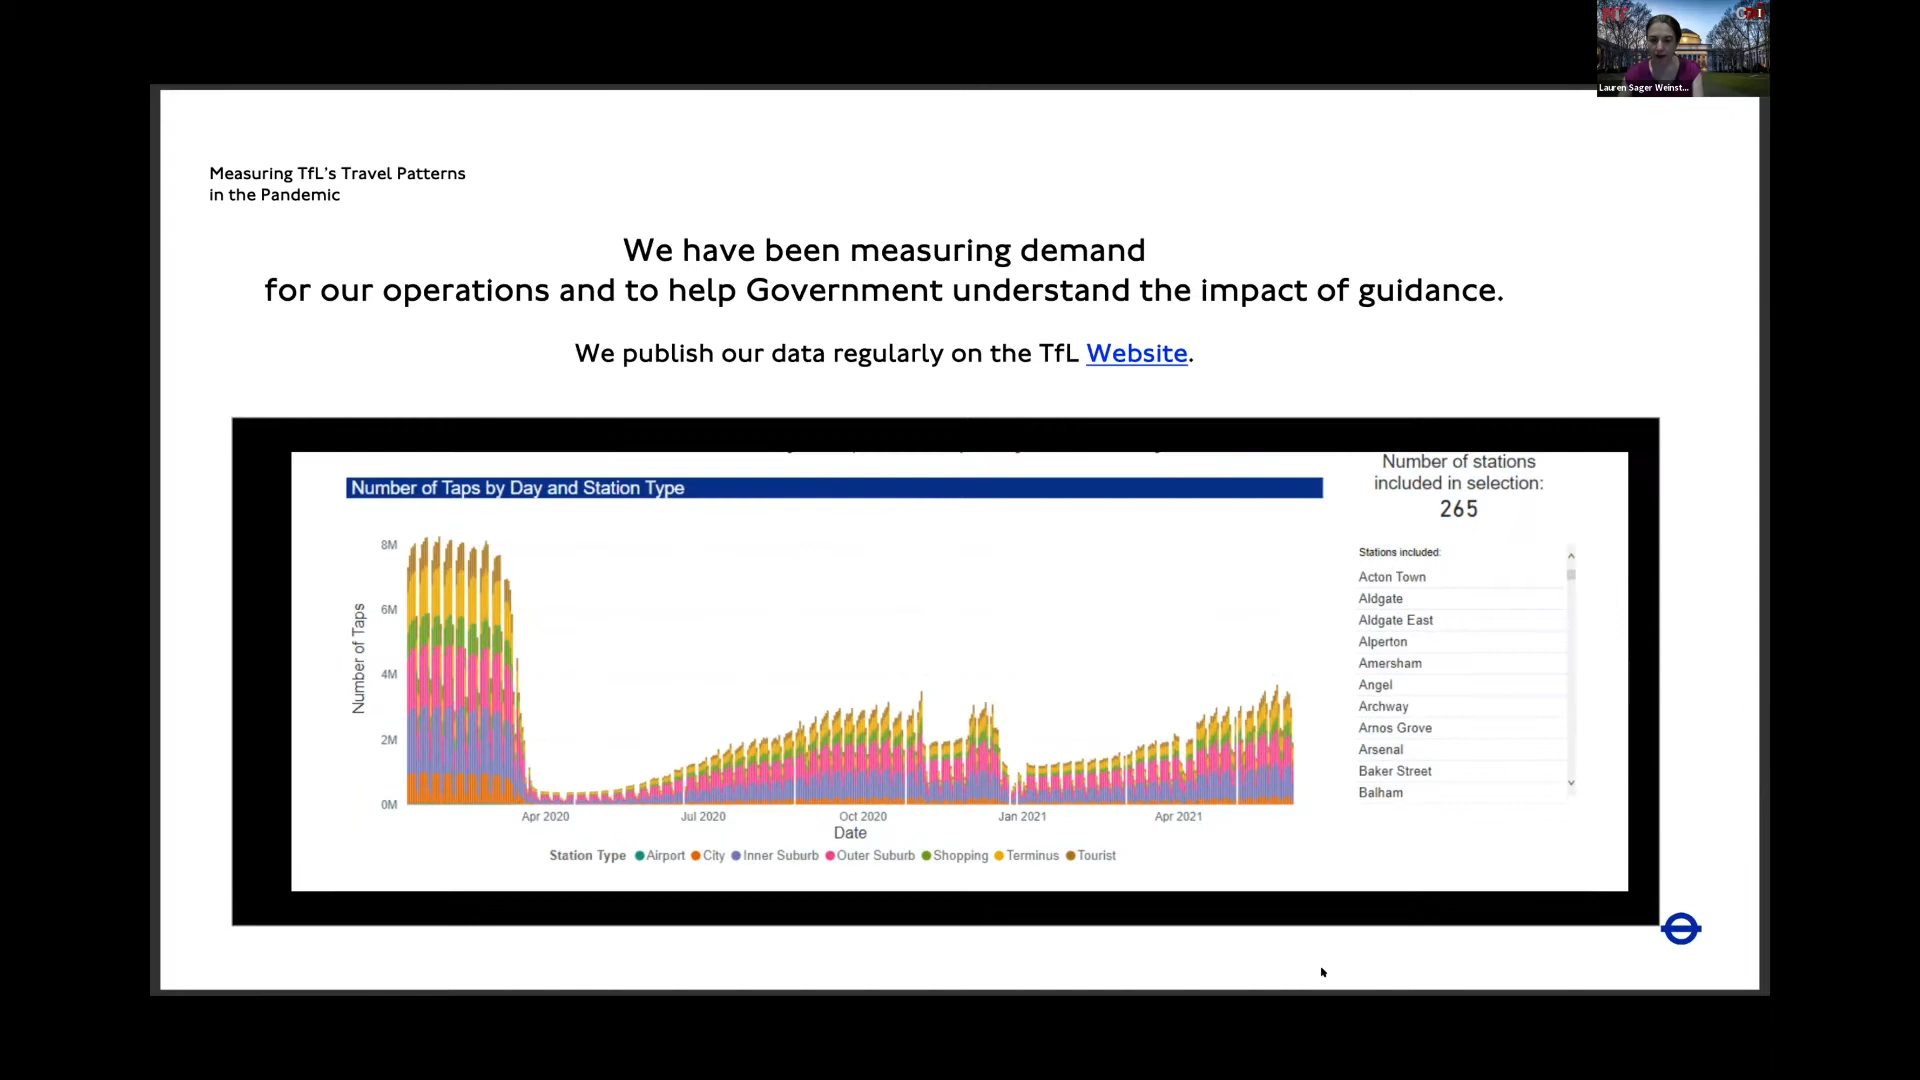 MIT
Lauren Sager Weinst...
Measuring TfL's Travel Patterns
in the Pandemic
We have been measuring demand
for our operations and to help Government understand the impact of guidance.
We publish our data regularly on the TfL Website.
Number of Taps by Day and Station Type
Number of Taps
8M
6M
4M
2M
0M
Apr 2020
Jul 2020
Oct 2020
Jan 2021
Apr 2021
Date
Station Type Airport City Inner Suburb Outer Suburb Shopping Terminus Tourist
Number of stations
included in selection:
265
Stations included:
Acton Town
Aldgate
Aldgate East
Alperton
Amersham
Angel
Archway
Arnos Grove
Arsenal
Baker Street
Balham